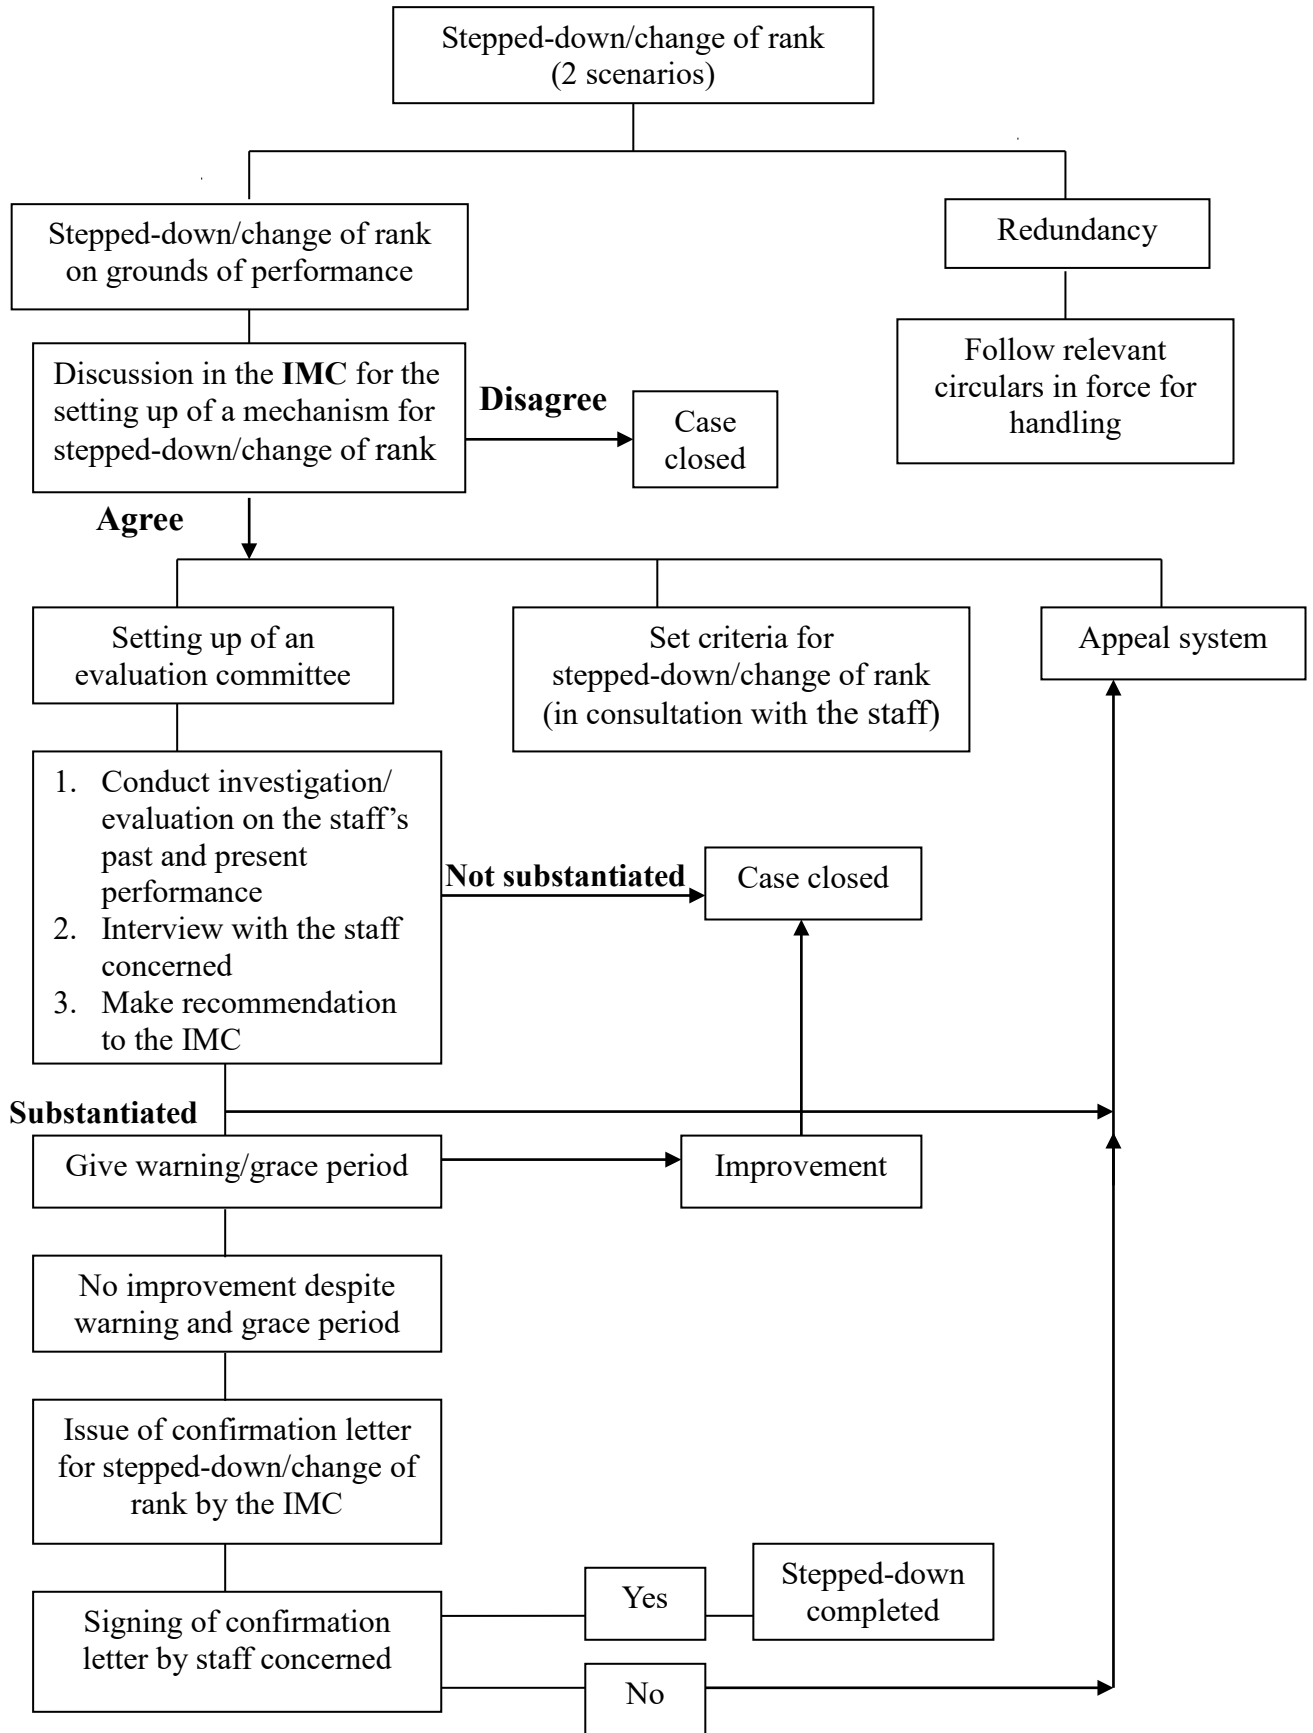 Stepped-down/change of rank
(2 scenarios)
Stepped-down/change of rank
on grounds of performance
Redundancy
Discussion in the IMC for the
setting up of a mechanism for
stepped-down/change of rank
Disagree
Case
closed
Follow relevant
circulars in force for
handling
Agree
Setting up of an
evaluation committee
Set criteria for
stepped-down/change of rank
(in consultation with the staff)
Appeal system
1. Conduct investigation/
evaluation on the staff’s
past and present
performance
2. Interview with the staff
concerned
3. Make recommendation
to the IMC
Not substantiated
Case closed
Substantiated
Give warning/grace period
Improvement
No improvement despite
warning and grace period
Issue of confirmation letter
for stepped-down/change of
rank by the IMC
Signing of confirmation
letter by staff concerned
Yes
Stepped-down
completed
No